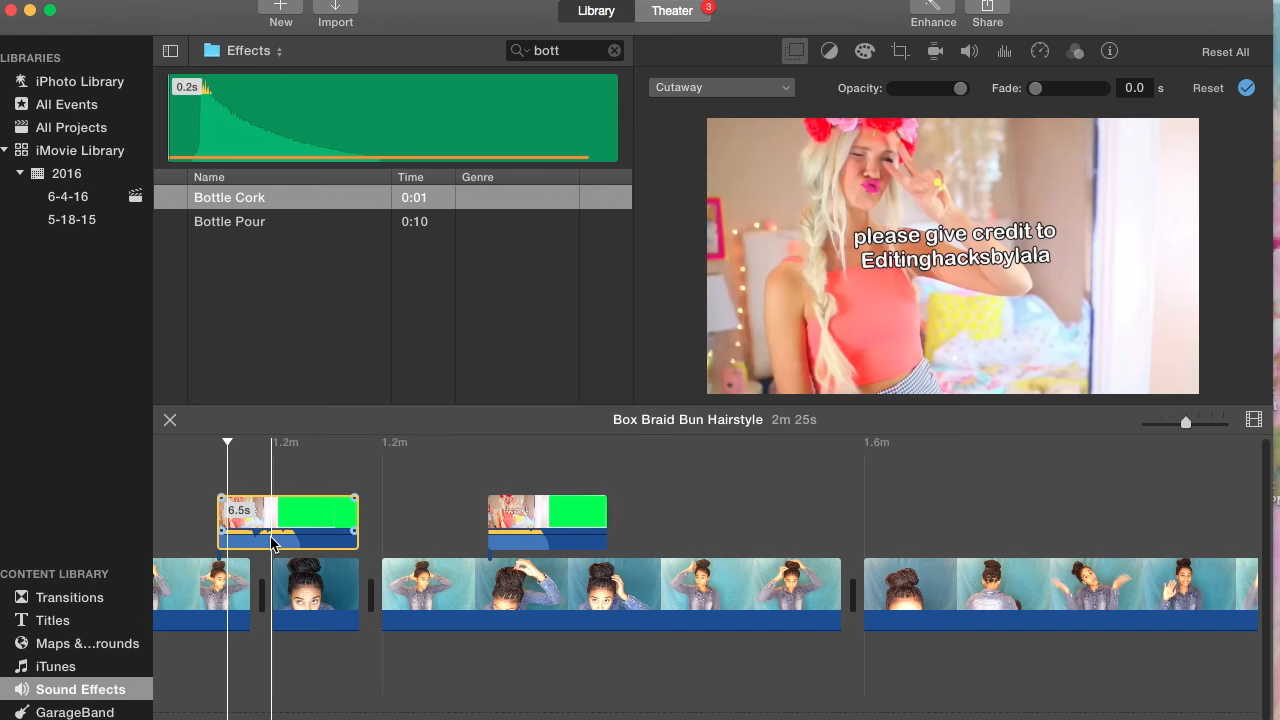 Library
Theater
3
New
Import
Enhance
Share
LIBRARIES
iPhoto Library
All Events
All Projects
iMovie Library
2016
6-4-16
5-18-15
CONTENT LIBRARY
Transitions
Titles
Maps &...rounds
iTunes
Sound Effects
GarageBand
Effects
bott
0.2s
Name Time Genre
Bottle Cork 0:01
Bottle Pour 0:10
Reset All
Cutaway
Opacity:
Fade:
0.0 s
Reset
please give credit to
Editinghacksbylala
Box Braid Bun Hairstyle 2m 25s
1.2m
1.2m
1.6m
6.5s